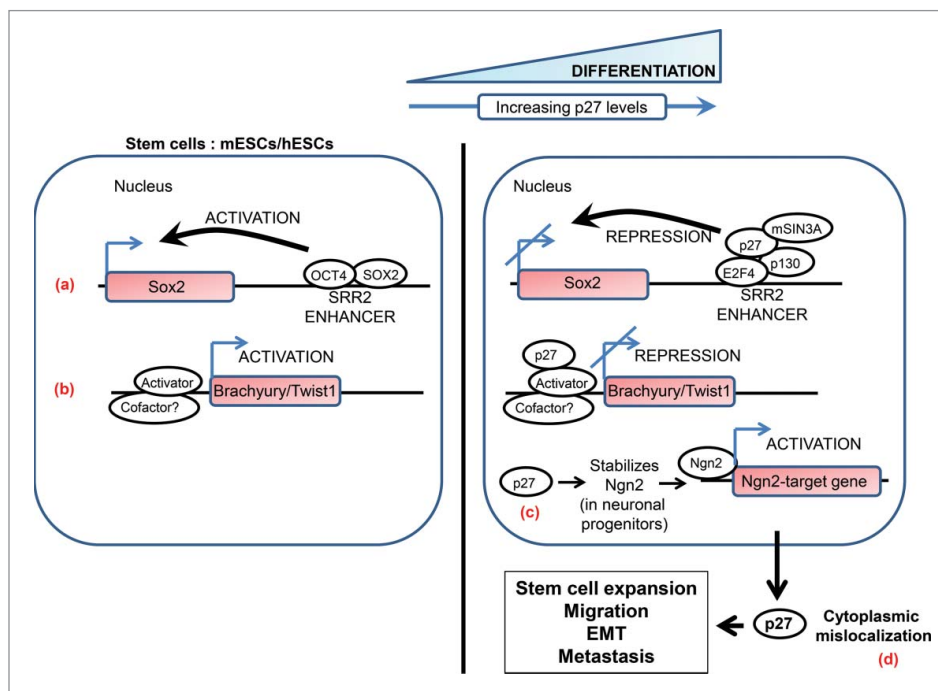 DIFFERENTIATION
Increasing p27 levels
Stem cells : mESCs/hESCs
Nucleus
ACTIVATION
(a)
OCT4
SOX2
Sox2
SRR2
ENHANCER
ACTIVATION
(b)
Activator
Cofactor?
Brachyury/Twist1
Nucleus
REPRESSION
mSIN3A
p27
p130
E2F4
Sox2
SRR2
ENHANCER
p27
REPRESSION
Activator
Cofactor?
Brachyury/Twist1
ACTIVATION
p27
(c)
Stabilizes
Ngn2
(in neuronal
progenitors)
Ngn2
Ngn2-target gene
Stem cell expansion
Migration
EMT
Metastasis
p27
Cytoplasmic
mislocalization
(d)